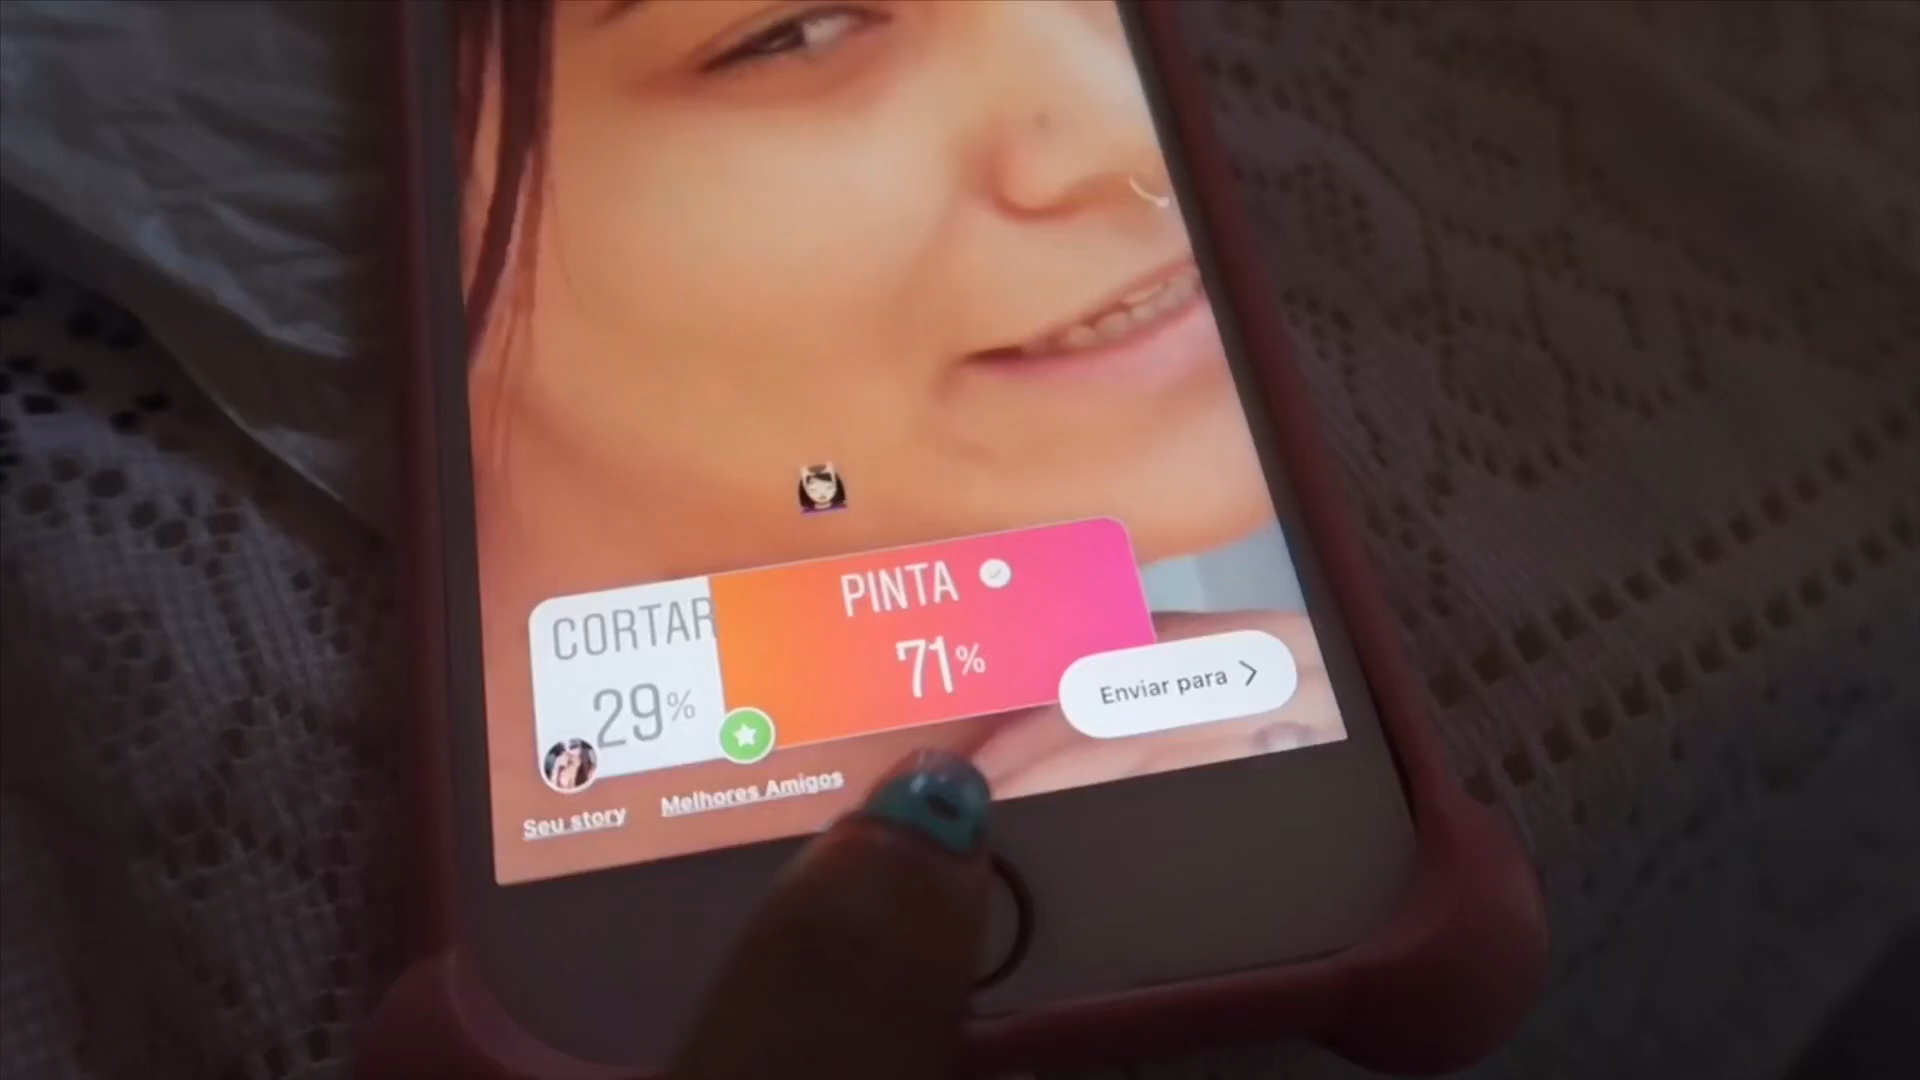 CORTAR
29%
PINTA
71%
Enviar para
Seu story
Melhores Amigos